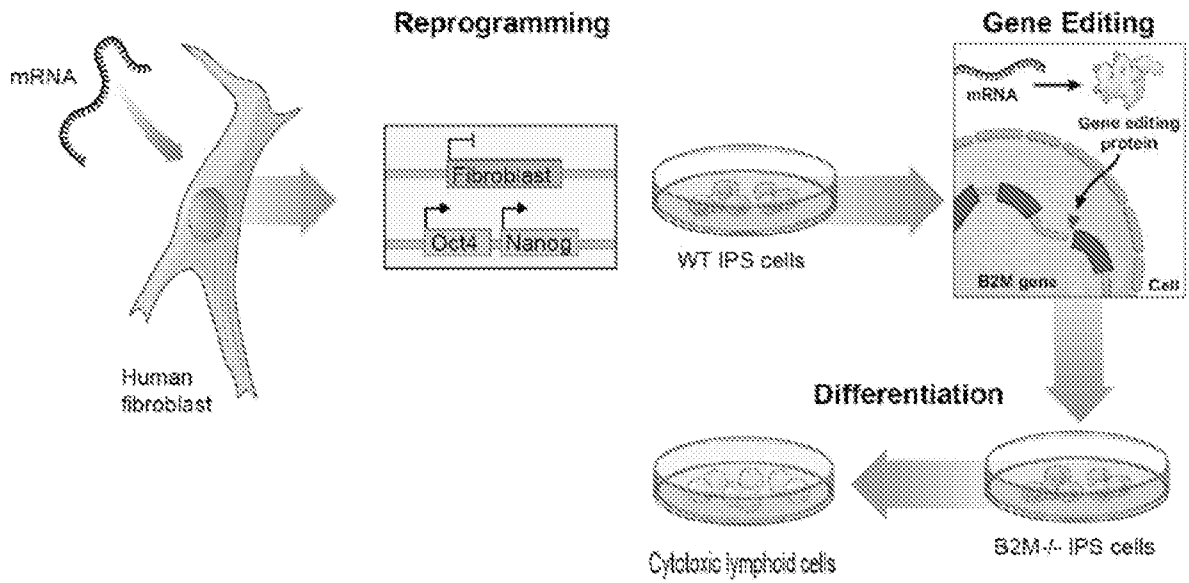 Reprogramming
Gene Editing
mRNA
mRNA
Gene editing
protein
Fibroblast
Oct4
Nanog
WT IPS cells
B2M gene
Cell
Human
fibroblast
Differentiation
Cytotoxic lymphoid cells
B2M-/- IPS cells